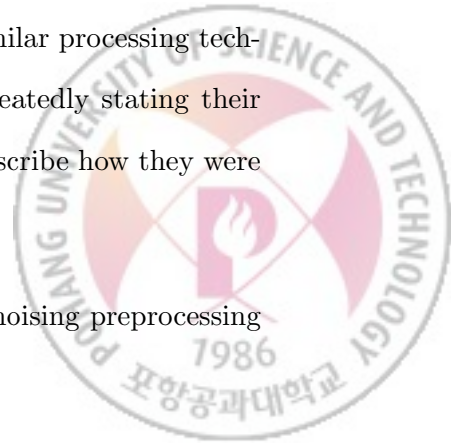 nilar processing tech-
eatedly stating their
scribe how they were
noising preprocessing
POHANG UNIVERSITY OF SCIENCE AND TECHNOLOGY
1986
포항공과대학교